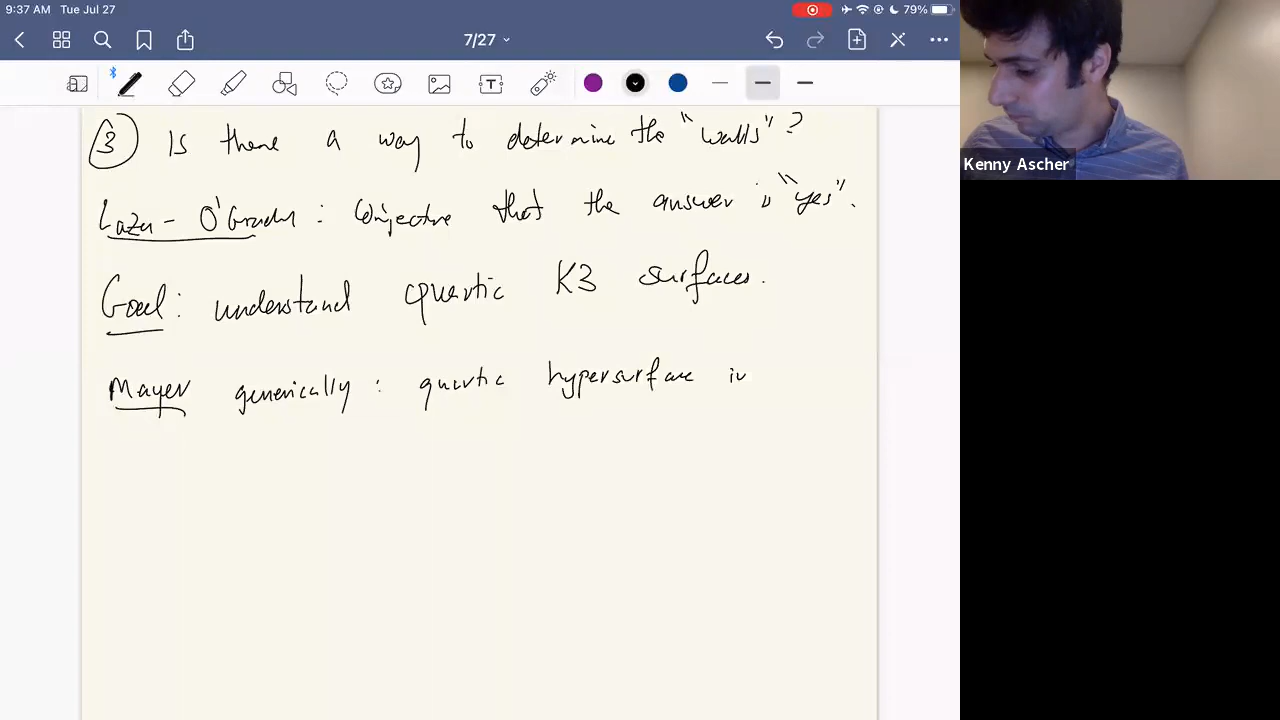 9:37 AM Tue Jul 27
79%
7/27
T
③ Is there a way to determine the "walls"?
Laza - O'Grady : Conjecture that the answer is "yes".
Goal : understand quartic K3 surfaces.
Mayer generically : quartic hypersurface in
Kenny Ascher